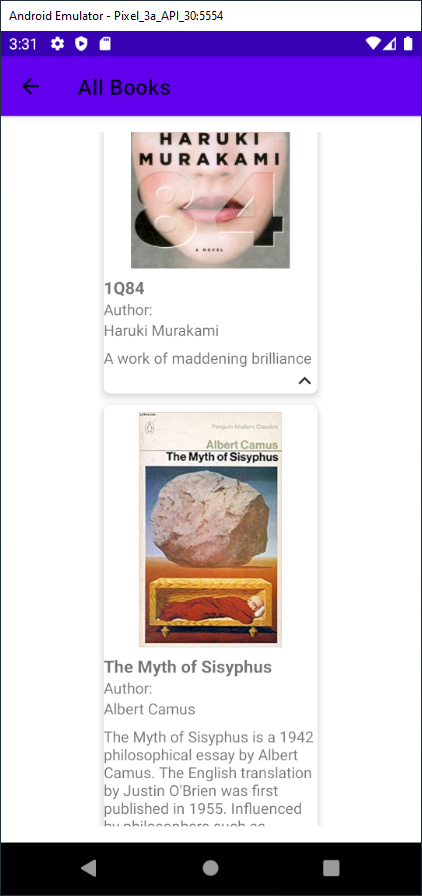 Android Emulator - Pixel_3a_API_30:5554
3:31
All Books
HARUKI
MURAKAMI
84
A NOVEL
1Q84
Author:
Haruki Murakami
A work of maddening brilliance
Penguin Modern Classics
Albert Camus
The Myth of Sisyphus
The Myth of Sisyphus
Author:
Albert Camus
The Myth of Sisyphus is a 1942
philosophical essay by Albert
Camus. The English translation
by Justin O'Brien was first
published in 1955. Influenced
by philosophers such as